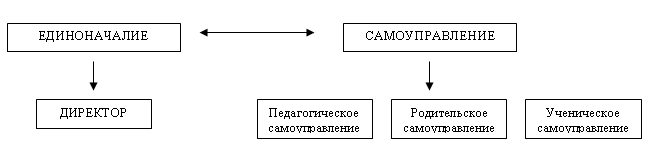 ЕДИНОНАЧАЛИЕ
САМОУПРАВЛЕНИЕ
ДИРЕКТОР
Педагогическое
самоуправление
Родительское
самоуправление
Ученическое
самоуправление